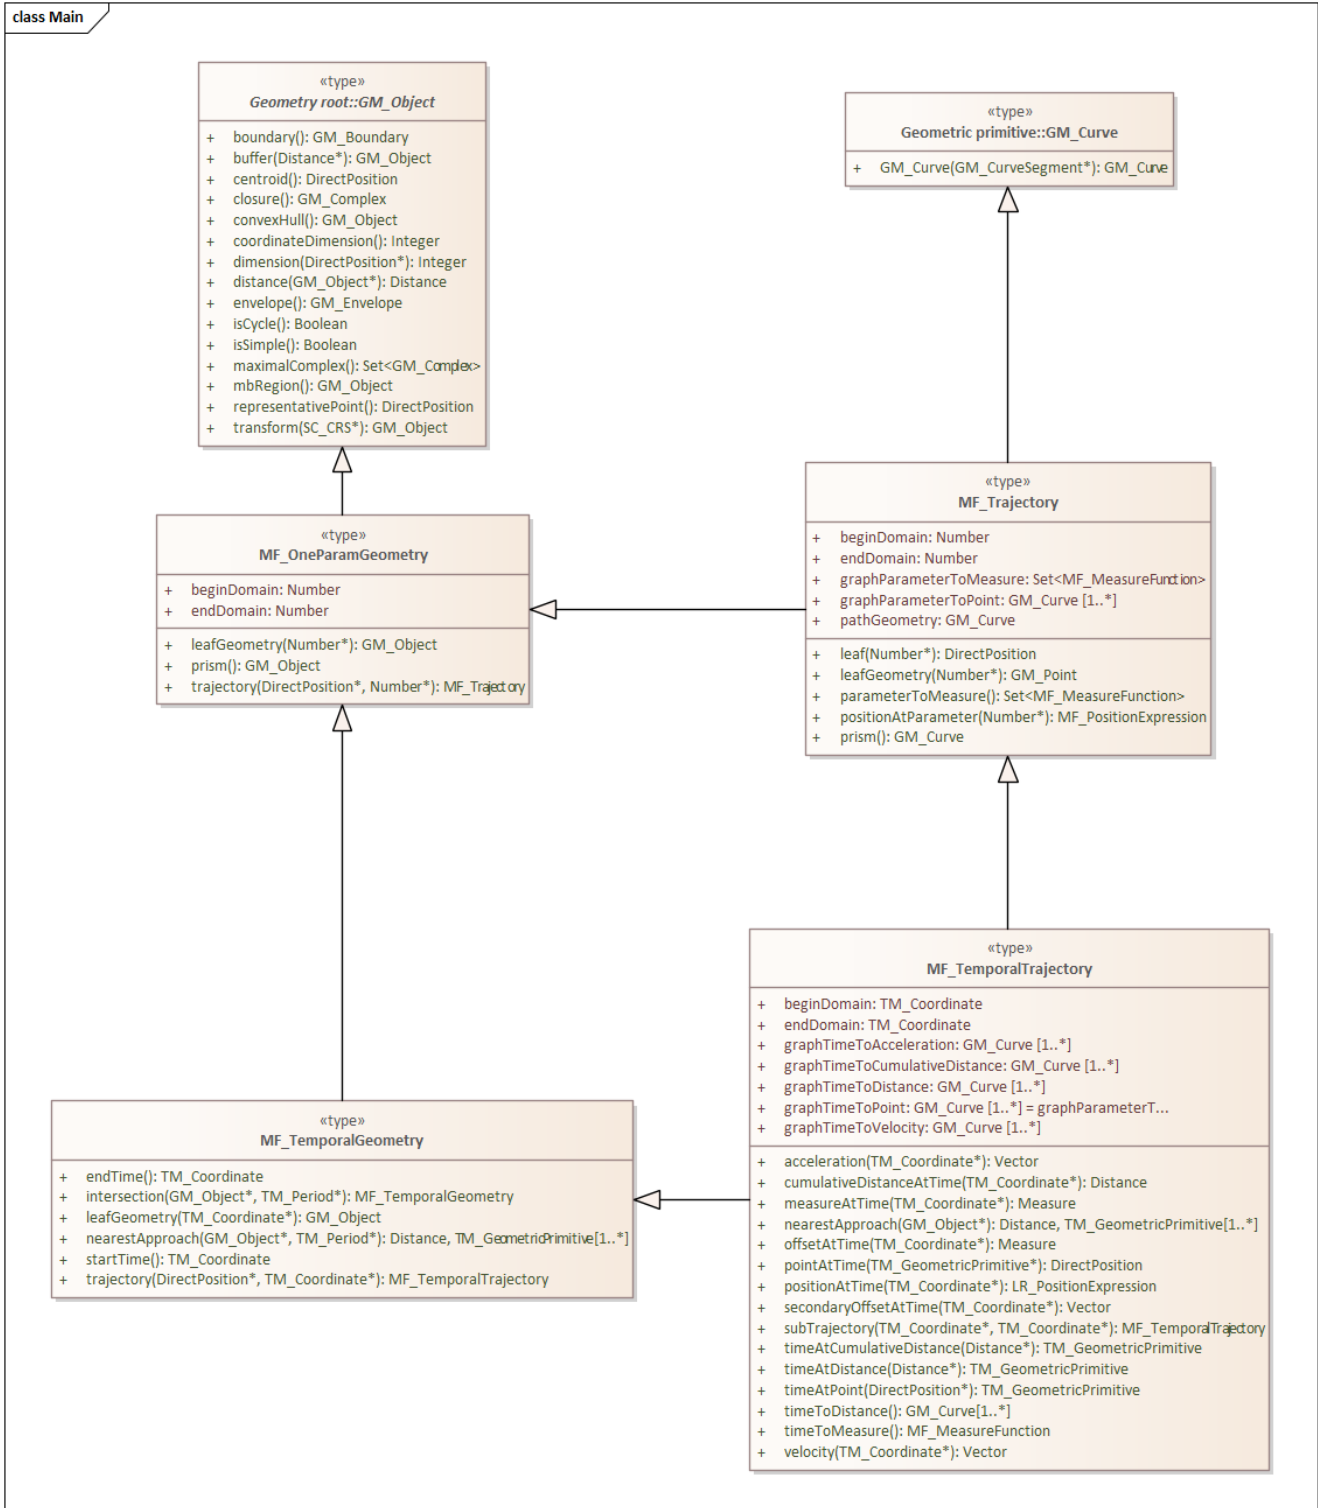 class Main
«type»
Geometry root::GM_Object
+ boundary(): GM_Boundary
+ buffer(Distance*): GM_Object
+ centroid(): DirectPosition
+ closure(): GM_Complex
+ convexHull(): GM_Object
+ coordinateDimension(): Integer
+ dimension(DirectPosition*): Integer
+ distance(GM_Object*): Distance
+ envelope(): GM_Envelope
+ isCycle(): Boolean
+ isSimple(): Boolean
+ maximalComplex(): Set<GM_Complex>
+ mbRegion(): GM_Object
+ representativePoint(): DirectPosition
+ transform(SC_CRS*): GM_Object
«type»
Geometric primitive::GM_Curve
+ GM_Curve(GM_CurveSegment*): GM_Curve
«type»
MF_OneParamGeometry
+ beginDomain: Number
+ endDomain: Number
+ leafGeometry(Number*): GM_Object
+ prism(): GM_Object
+ trajectory(DirectPosition*, Number*): MF_Trajectory
«type»
MF_Trajectory
+ beginDomain: Number
+ endDomain: Number
+ graphParameterToMeasure: Set<MF_MeasureFunction>
+ graphParameterToPoint: GM_Curve [1..*]
+ pathGeometry: GM_Curve
+ leaf(Number*): DirectPosition
+ leafGeometry(Number*): GM_Point
+ parameterToMeasure(): Set<MF_MeasureFunction>
+ positionAtParameter(Number*): MF_PositionExpression
+ prism(): GM_Curve
«type»
MF_TemporalGeometry
+ endTime(): TM_Coordinate
+ intersection(GM_Object*, TM_Period*): MF_TemporalGeometry
+ leafGeometry(TM_Coordinate*): GM_Object
+ nearestApproach(GM_Object*, TM_Period*): Distance, TM_GeometricPrimitive[1..*]
+ startTime(): TM_Coordinate
+ trajectory(DirectPosition*, TM_Coordinate*): MF_TemporalTrajectory
«type»
MF_TemporalTrajectory
+ beginDomain: TM_Coordinate
+ endDomain: TM_Coordinate
+ graphTimeToAcceleration: GM_Curve [1..*]
+ graphTimeToCumulativeDistance: GM_Curve [1..*]
+ graphTimeToDistance: GM_Curve [1..*]
+ graphTimeToPoint: GM_Curve [1..*] = graphParameterT...
+ graphTimeToVelocity: GM_Curve [1..*]
+ acceleration(TM_Coordinate*): Vector
+ cumulativeDistanceAtTime(TM_Coordinate*): Distance
+ measureAtTime(TM_Coordinate*): Measure
+ nearestApproach(GM_Object*): Distance, TM_GeometricPrimitive[1..*]
+ offsetAtTime(TM_Coordinate*): Measure
+ pointAtTime(TM_GeometricPrimitive*): DirectPosition
+ positionAtTime(TM_Coordinate*): LR_PositionExpression
+ secondaryOffsetAtTime(TM_Coordinate*): Vector
+ subTrajectory(TM_Coordinate*, TM_Coordinate*): MF_TemporalTrajectory
+ timeAtCumulativeDistance(Distance*): TM_GeometricPrimitive
+ timeAtDistance(Distance*): TM_GeometricPrimitive
+ timeAtPoint(DirectPosition*): TM_GeometricPrimitive
+ timeToDistance(): GM_Curve[1..*]
+ timeToMeasure(): MF_MeasureFunction
+ velocity(TM_Coordinate*): Vector